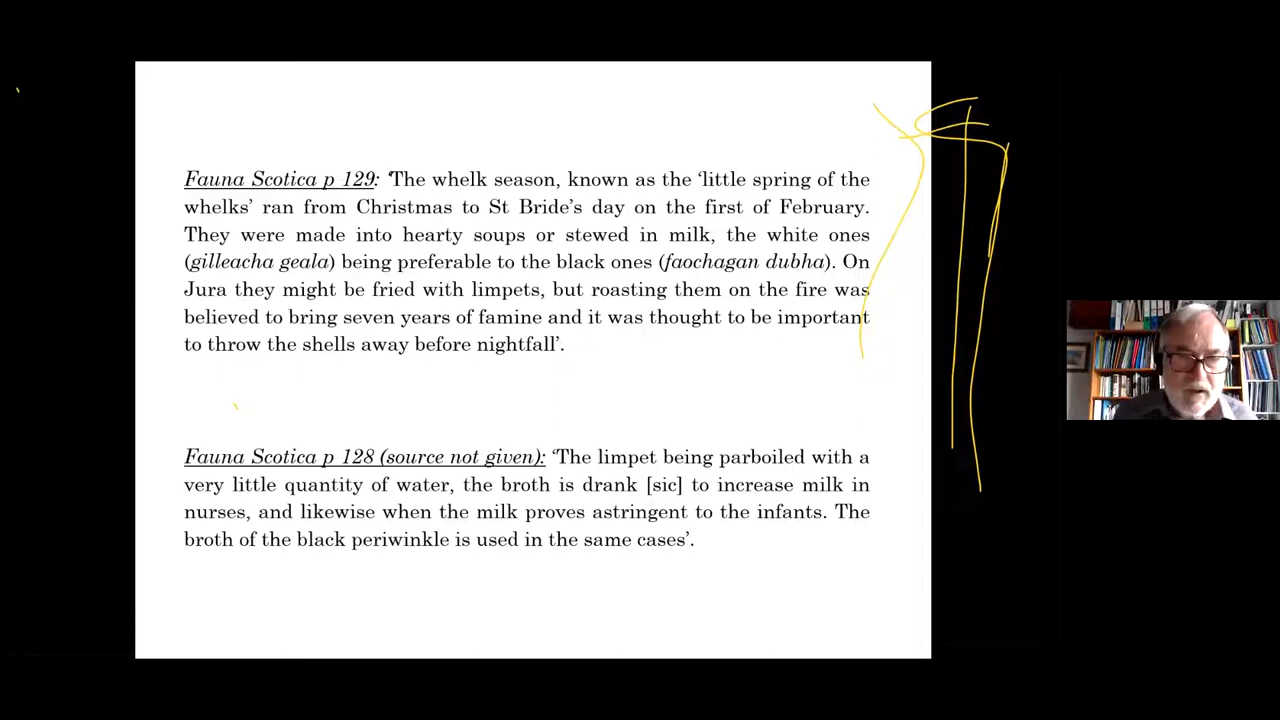 Fauna Scotica p 129: ‘The whelk season, known as the ‘little spring of the
whelks’ ran from Christmas to St Bride’s day on the first of February.
They were made into hearty soups or stewed in milk, the white ones
(gilleacha geala) being preferable to the black ones (faochagan dubha). On
Jura they might be fried with limpets, but roasting them on the fire was
believed to bring seven years of famine and it was thought to be important
to throw the shells away before nightfall’.
Fauna Scotica p 128 (source not given): ‘The limpet being parboiled with a
very little quantity of water, the broth is drank [sic] to increase milk in
nurses, and likewise when the milk proves astringent to the infants. The
broth of the black periwinkle is used in the same cases’.